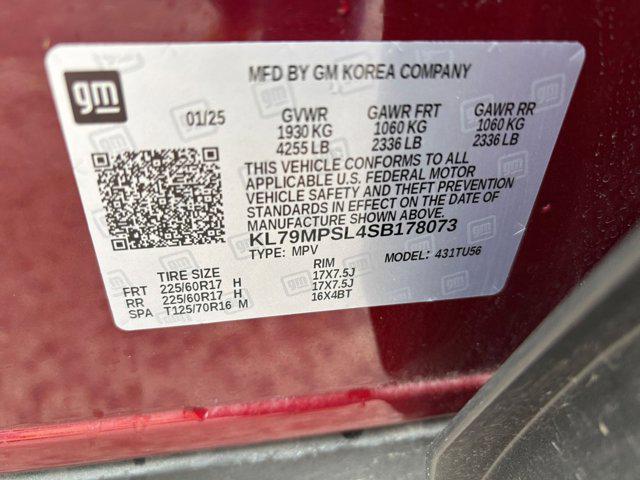 gm
MFD BY GM KOREA COMPANY
01/25 GVWR GAWR FRT GAWR RR
1930 KG 1060 KG 1060 KG
4255 LB 2336 LB 2336 LB
THIS VEHICLE CONFORMS TO ALL
APPLICABLE U.S. FEDERAL MOTOR
VEHICLE SAFETY AND THEFT PREVENTION
STANDARDS IN EFFECT ON THE DATE OF
MANUFACTURE SHOWN ABOVE.
KL79MPSL4SB178073
TYPE: MPV MODEL: 431TU56
TIRE SIZE RIM
FRT 225/60R17 H 17X7.5J
RR 225/60R17 H 17X7.5J
SPA T125/70R16 M 16X4BT